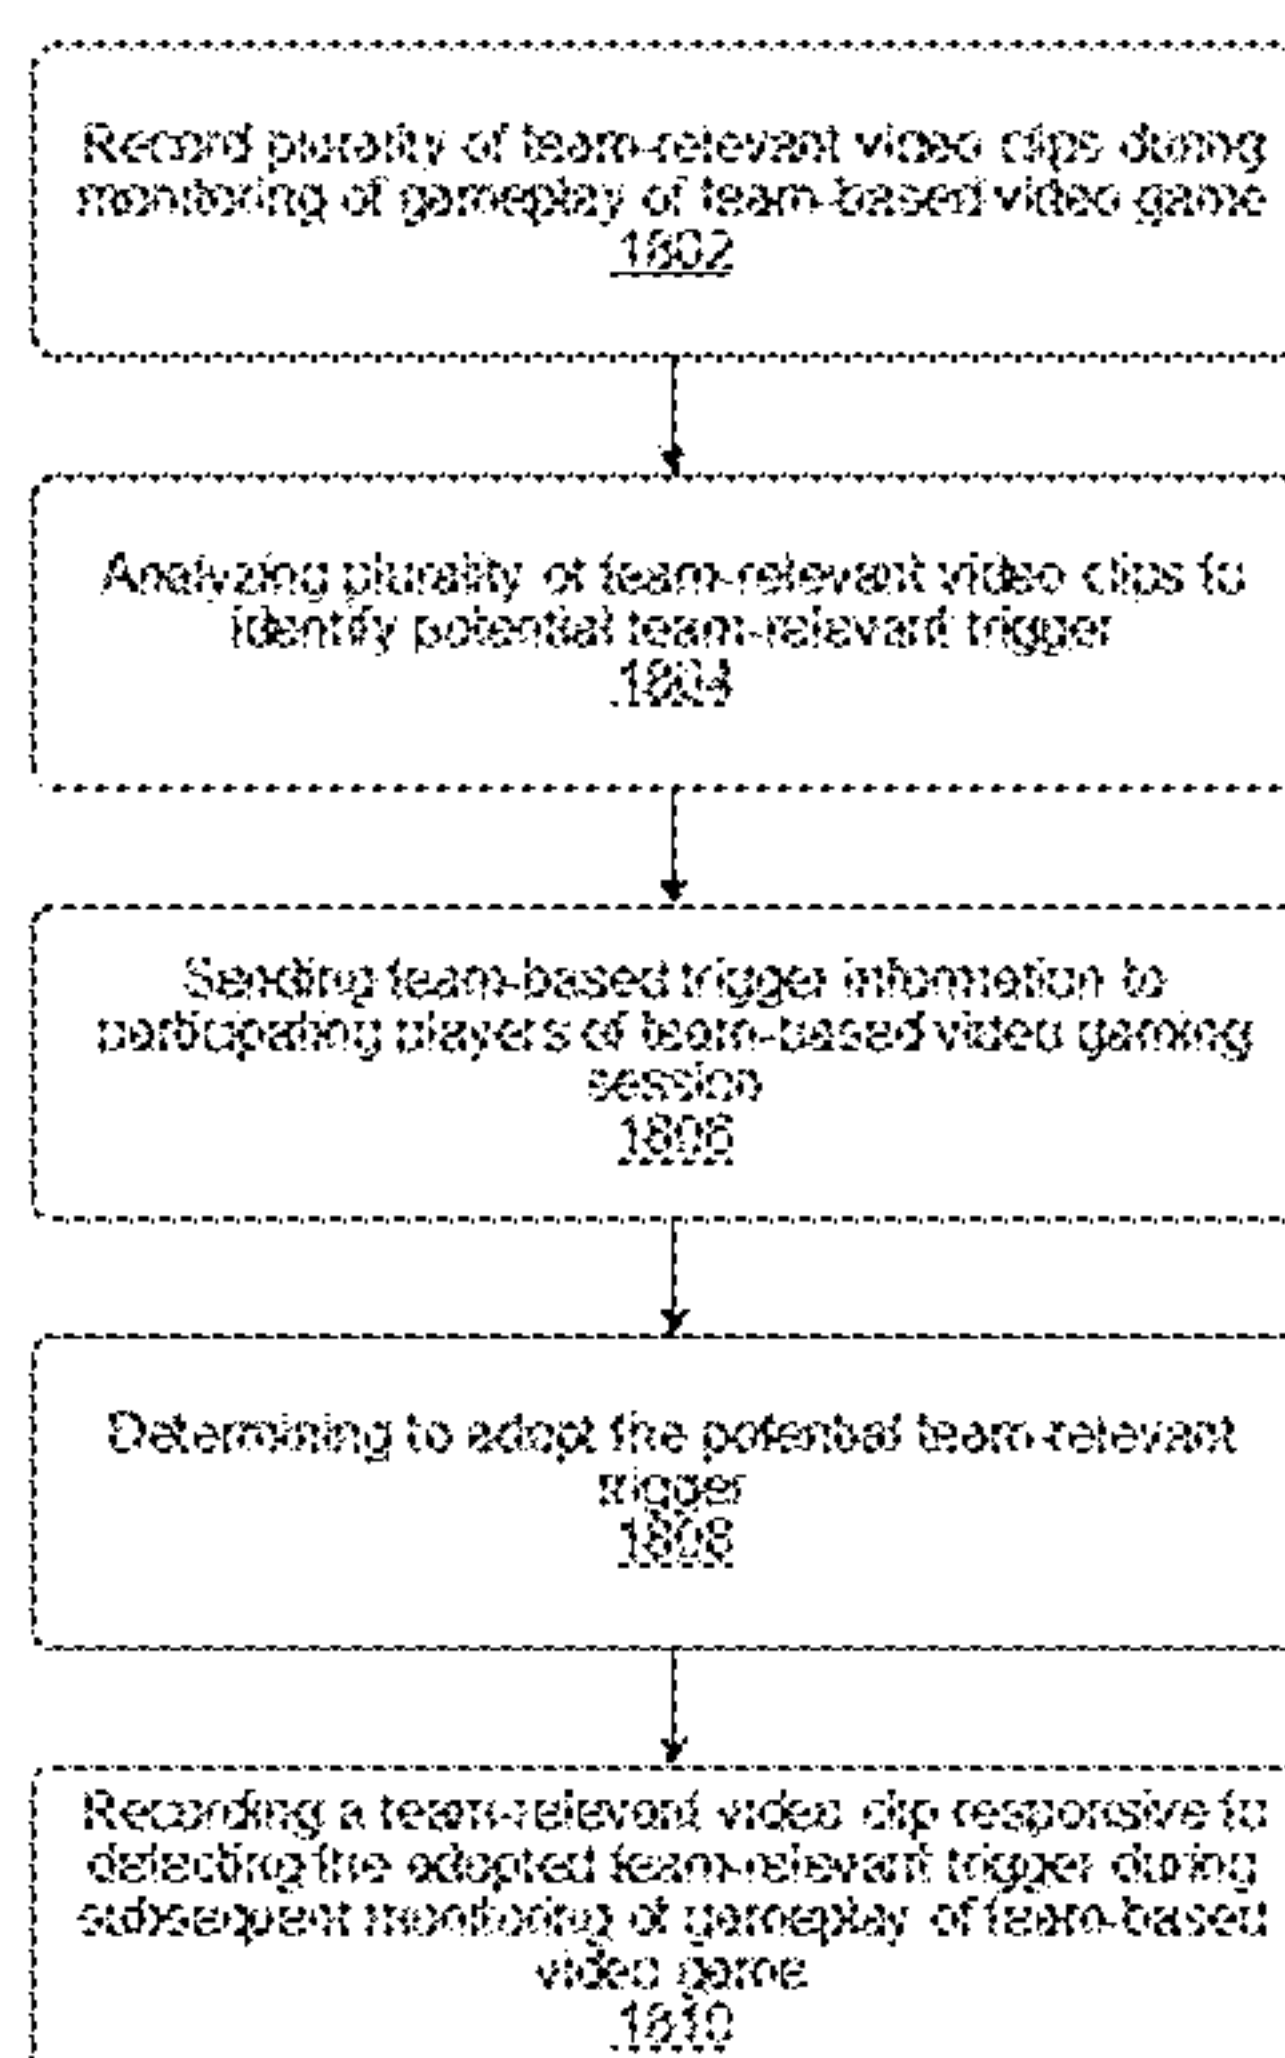 Record plurality of team-relevant video clips during
monitoring of gameplay of team-based video game
1802
Analyzing plurality of team-relevant video clips to
identify potential team-relevant trigger
1804
Sending team-based trigger information to
participating players of team-based video gaming
session
1806
Determining to adopt the potential team-relevant
trigger
1808
Recording a team-relevant video clip responsive to
detecting the adopted team-relevant trigger during
subsequent monitoring of gameplay of team-based
video game
1810